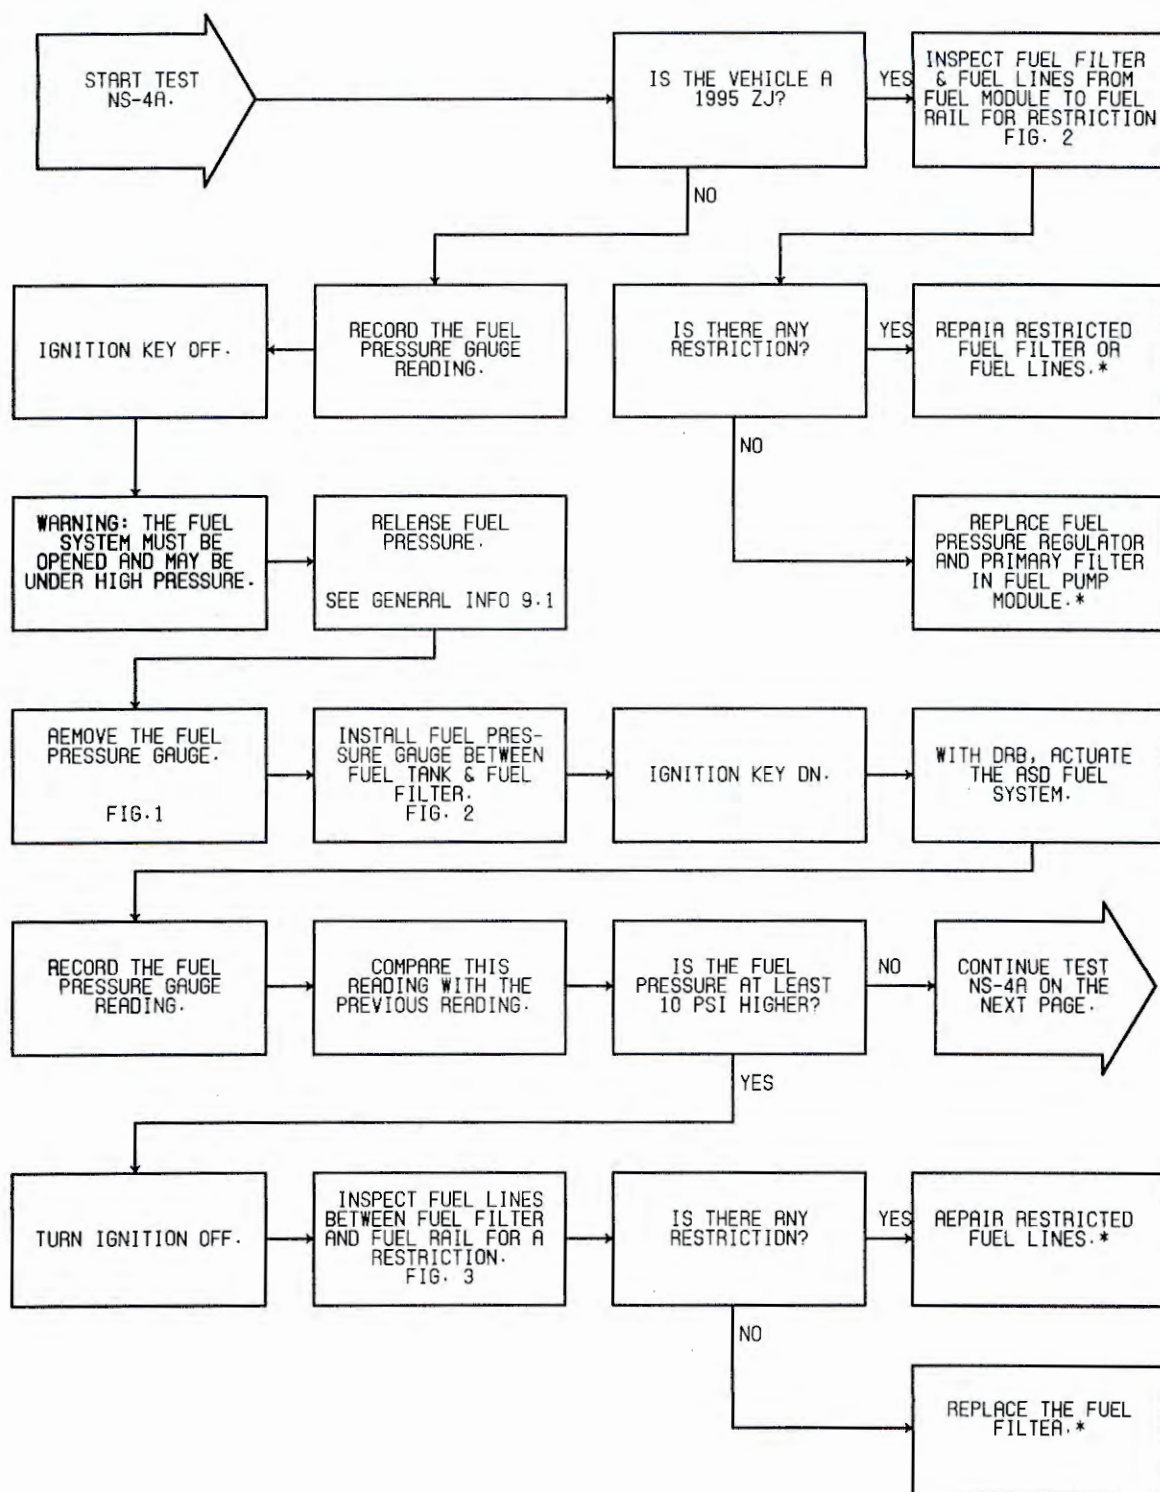 START TEST
NS-4A.
IS THE VEHICLE A
1995 ZJ?
YES
INSPECT FUEL FILTER
& FUEL LINES FROM
FUEL MODULE TO FUEL
RAIL FOR RESTRICTION
FIG. 2
NO
IGNITION KEY OFF.
RECORD THE FUEL
PRESSURE GAUGE
READING.
IS THERE ANY
RESTRICTION?
YES
REPAIR RESTRICTED
FUEL FILTER OR
FUEL LINES.*
NO
WARNING: THE FUEL
SYSTEM MUST BE
OPENED AND MAY BE
UNDER HIGH PRESSURE.
RELEASE FUEL
PRESSURE.
SEE GENERAL INFO 9.1
REPLACE FUEL
PRESSURE REGULATOR
AND PRIMARY FILTER
IN FUEL PUMP
MODULE.*
REMOVE THE FUEL
PRESSURE GAUGE.
FIG.1
INSTALL FUEL PRES-
SURE GAUGE BETWEEN
FUEL TANK & FUEL
FILTER.
FIG. 2
IGNITION KEY ON.
WITH DRB, ACTUATE
THE ASD FUEL
SYSTEM.
RECORD THE FUEL
PRESSURE GAUGE
READING.
COMPARE THIS
READING WITH THE
PREVIOUS READING.
IS THE FUEL
PRESSURE AT LEAST
10 PSI HIGHER?
NO
CONTINUE TEST
NS-4A ON THE
NEXT PAGE.
YES
TURN IGNITION OFF.
INSPECT FUEL LINES
BETWEEN FUEL FILTER
AND FUEL RAIL FOR A
RESTRICTION.
FIG. 3
IS THERE ANY
RESTRICTION?
YES
REPAIR RESTRICTED
FUEL LINES.*
NO
REPLACE THE FUEL
FILTER.*